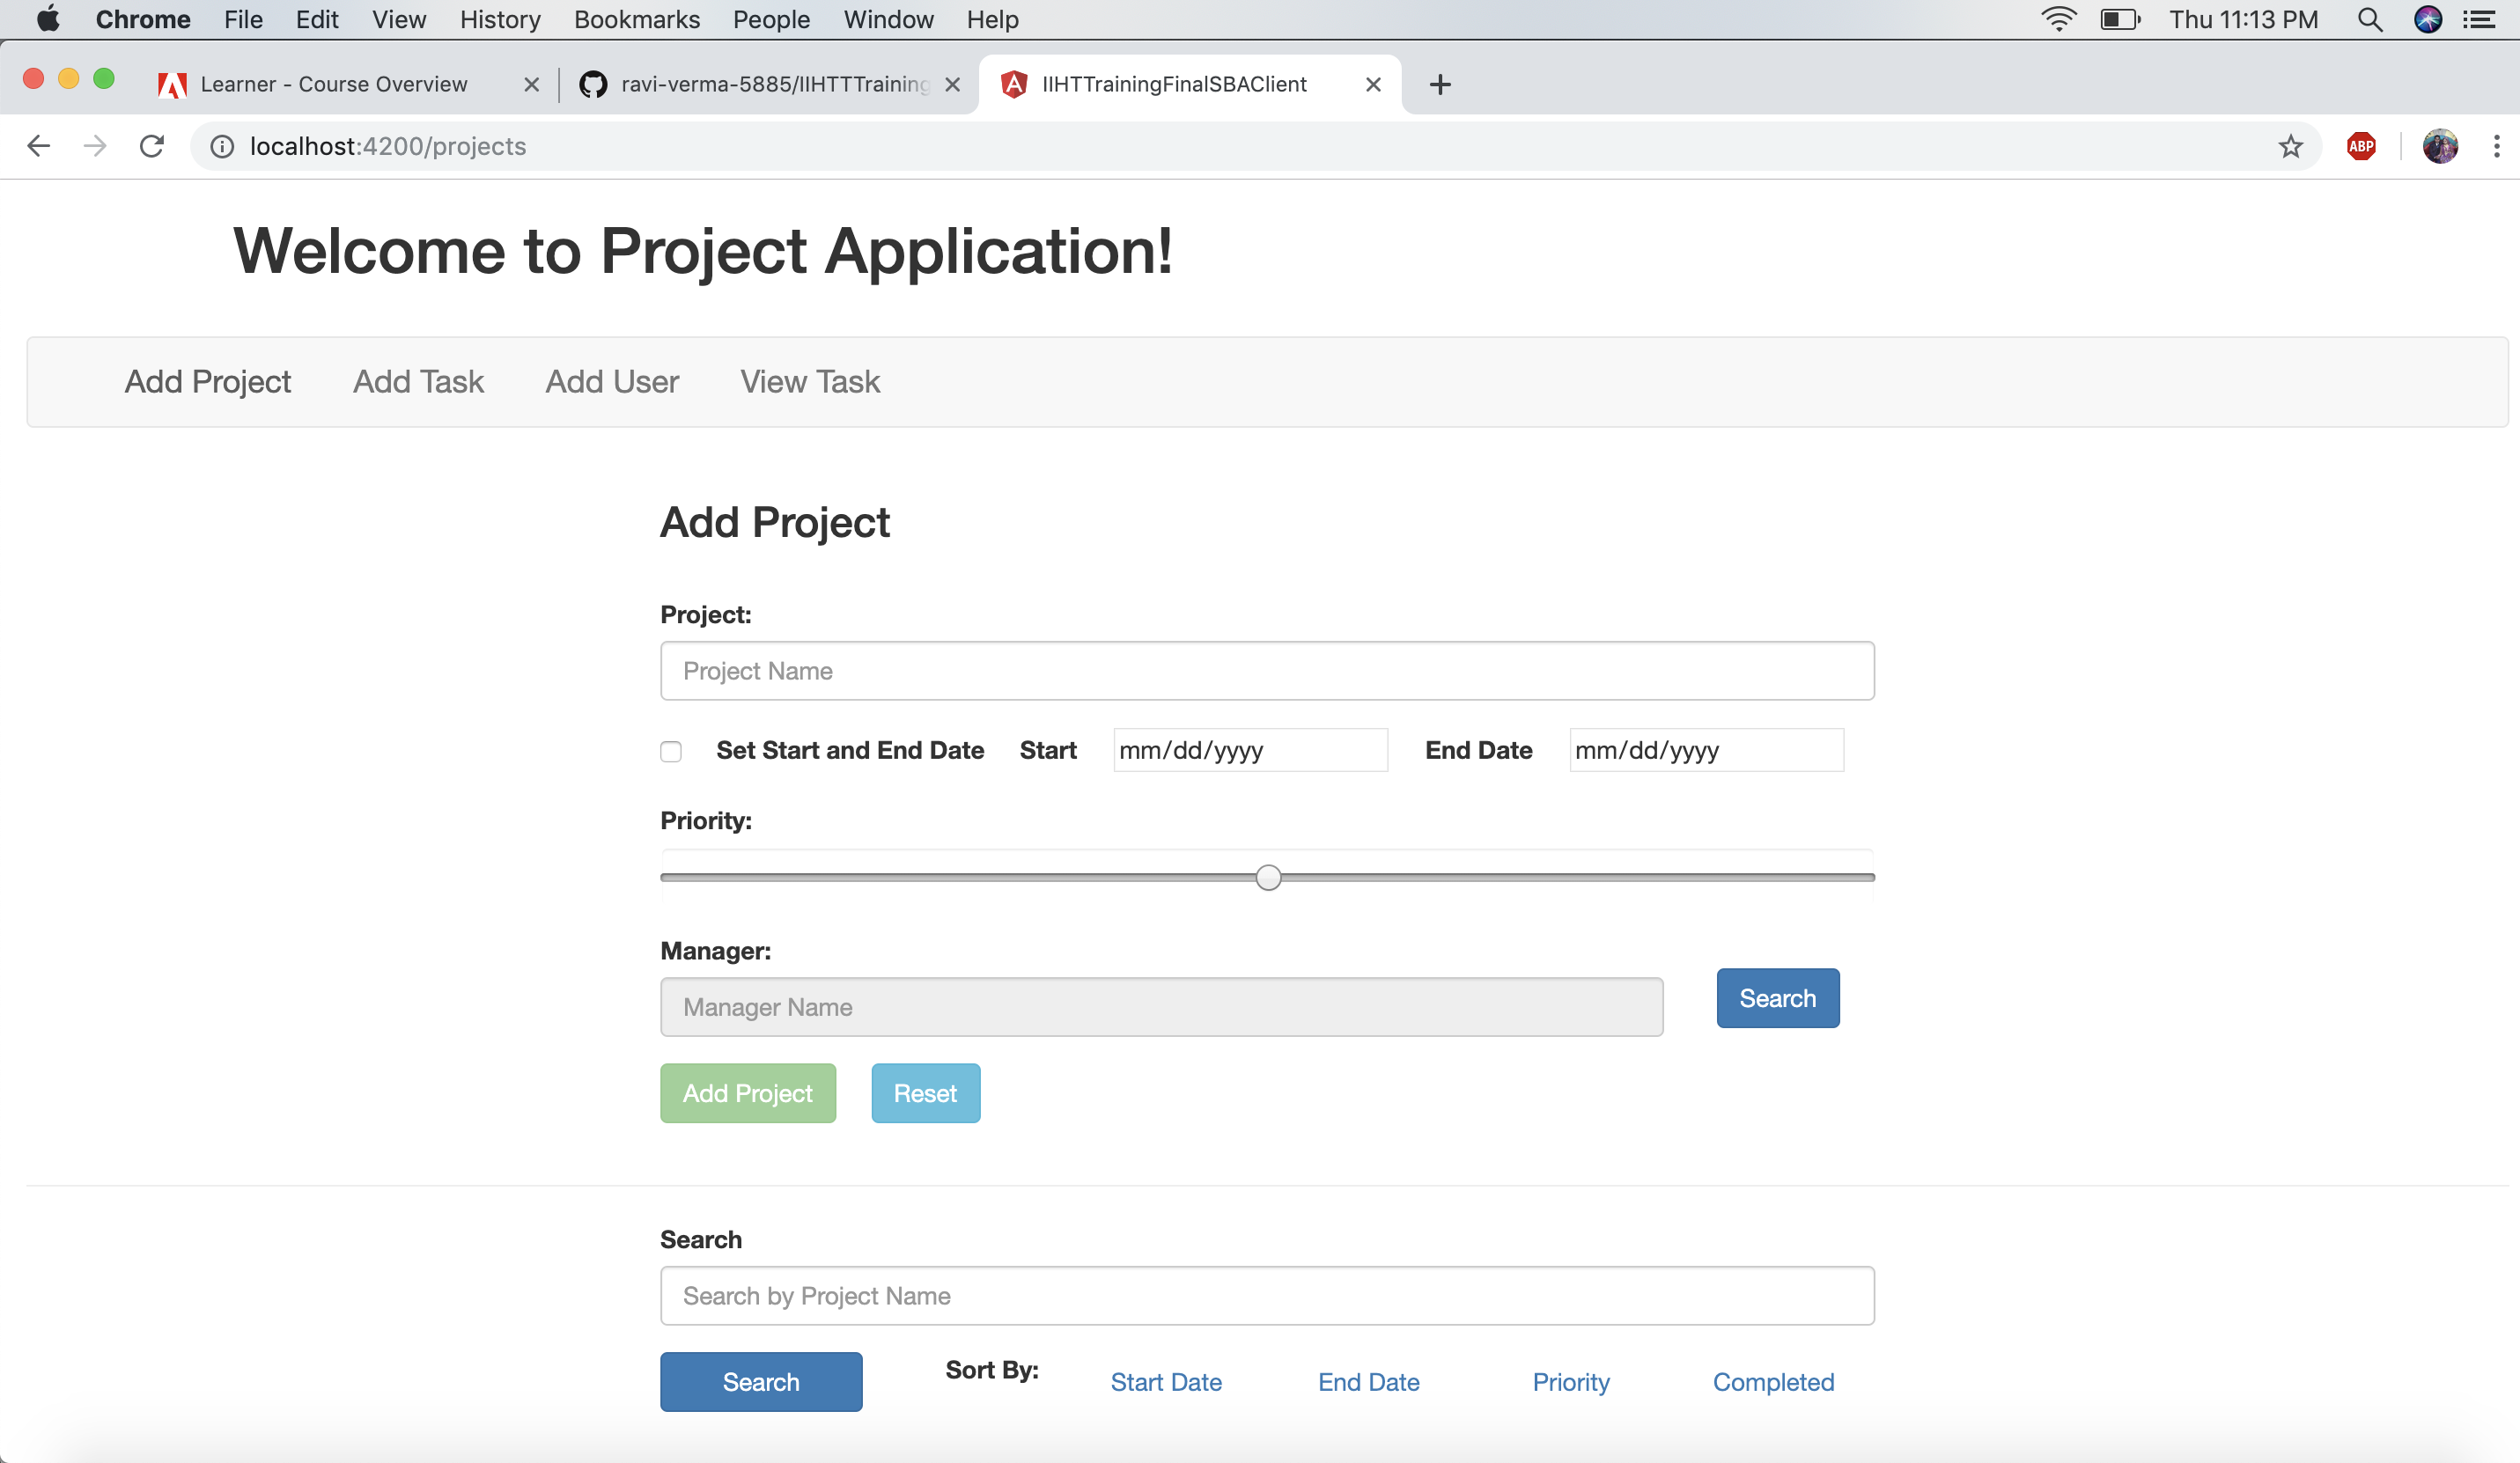 Chrome File Edit View History Bookmarks People Window Help Thu 11:13 PM
Learner - Course Overview ravi-verma-5885/IIHTTTraining IIHTTrainingFinalSBAClient
localhost:4200/projects ABP
Welcome to Project Application!
Add Project Add Task Add User View Task
Add Project
Project:
Project Name
Set Start and End Date Start mm/dd/yyyy End Date mm/dd/yyyy
Priority:
Manager:
Manager Name Search
Add Project Reset
Search
Search by Project Name
Search Sort By: Start Date End Date Priority Completed